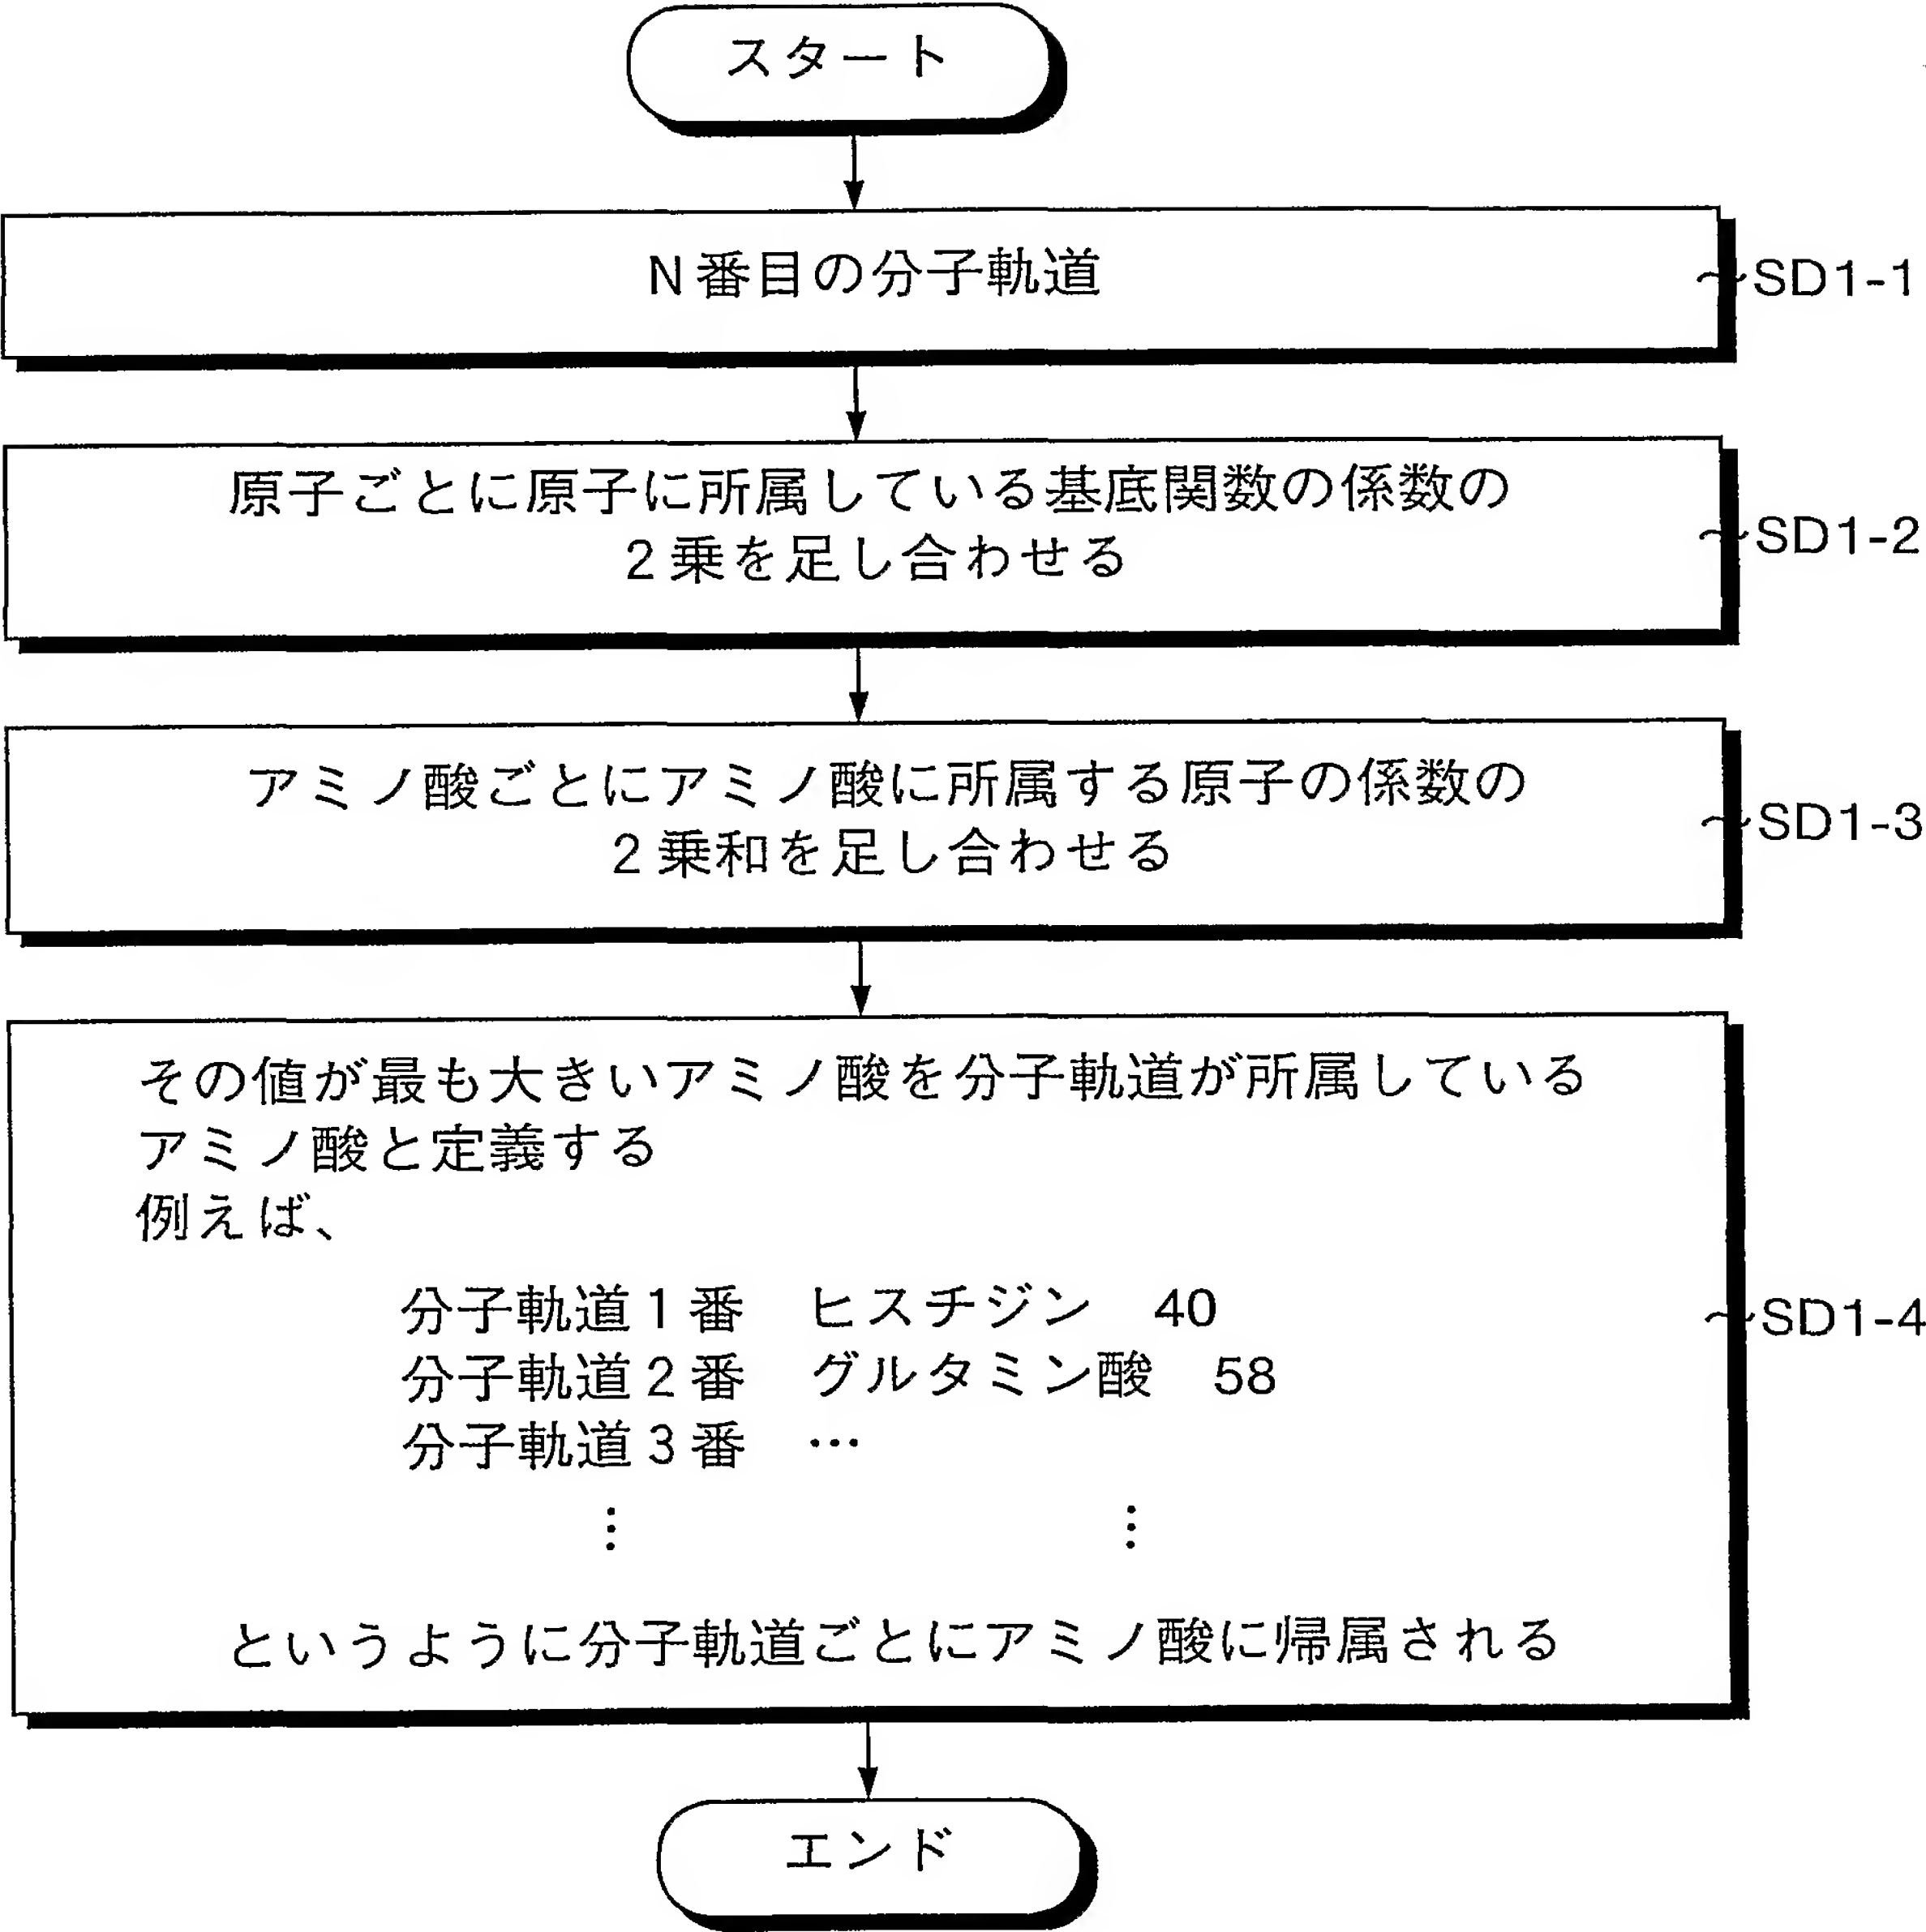 スタート
N番目の分子軌道
SD1-1
原子ごとに原子に所属している基底関数の係数の
2乗を足し合わせる
SD1-2
アミノ酸ごとにアミノ酸に所属する原子の係数の
2乗和を足し合わせる
SD1-3
その値が最も大きいアミノ酸を分子軌道が所属している
アミノ酸と定義する
例えば、
分子軌道1番 ヒスチジン 40
分子軌道2番 グルタミン酸 58
分子軌道3番 …
⋮ ⋮
というように分子軌道ごとにアミノ酸に帰属される
SD1-4
エンド